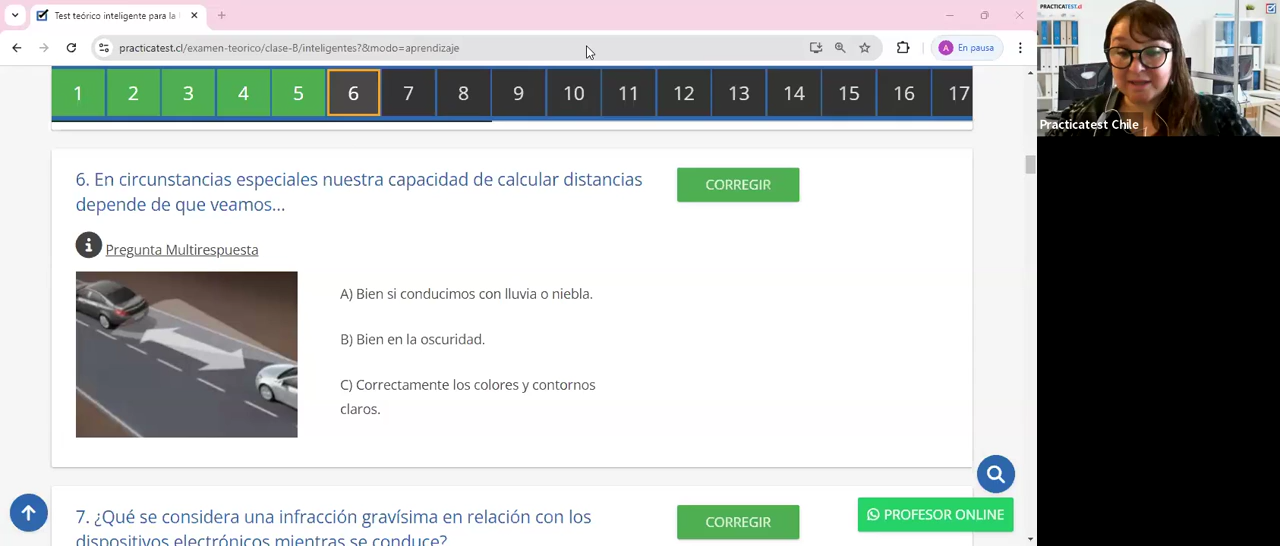 Test teórico inteligente para la
practicatest.cl/examen-teorico/clase-B/inteligentes?&modo=aprendizaje
A
En pausa
PRACTICATEST.cl
1 2 3 4 5 6 7 8 9 10 11 12 13 14 15 16 17
Practicatest Chile
6. En circunstancias especiales nuestra capacidad de calcular distancias
depende de que veamos...
CORREGIR
Pregunta Multirespuesta
A) Bien si conducimos con lluvia o niebla.
B) Bien en la oscuridad.
C) Correctamente los colores y contornos
claros.
7. ¿Qué se considera una infracción gravísima en relación con los
dispositivos electrónicos mientras se conduce?
CORREGIR
PROFESOR ONLINE